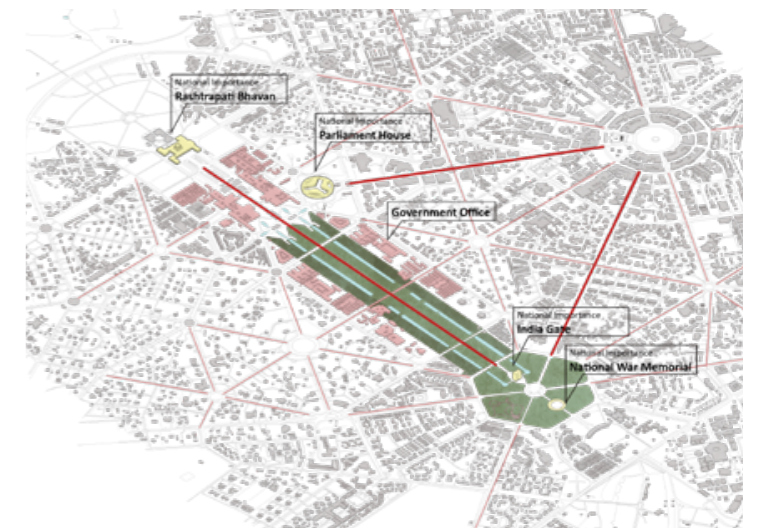 National Importance
Rashtrapati Bhavan
National Importance
Parliament House
Government Office
National Importance
India Gate
National Importance
National War Memorial